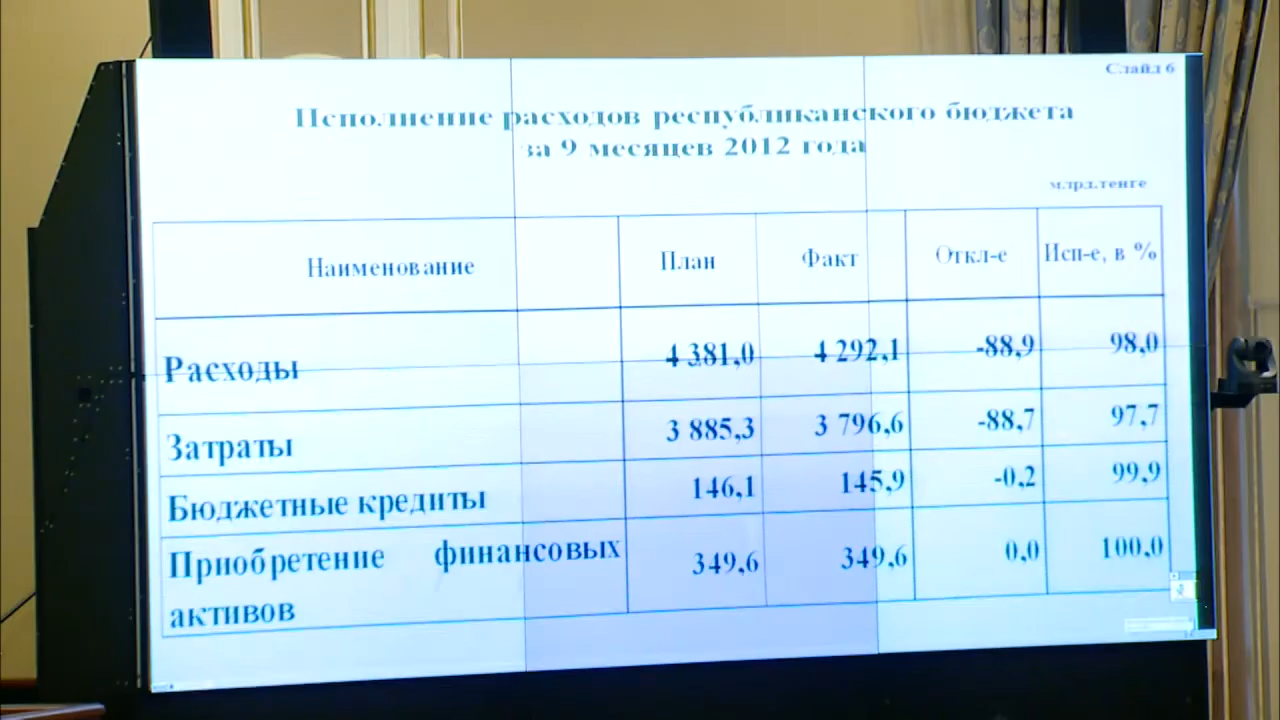 Слайд 6
Исполнение расходов республиканского бюджета
за 9 месяцев 2012 года
млрд.тенге
Наименование План Факт Откл-е Исп-е, в %
Расходы 4 381,0 4 292,1 -88,9 98,0
Затраты 3 885,3 3 796,6 -88,7 97,7
Бюджетные кредиты 146,1 145,9 -0,2 99,9
Приобретение финансовых
активов 349,6 349,6 0,0 100,0